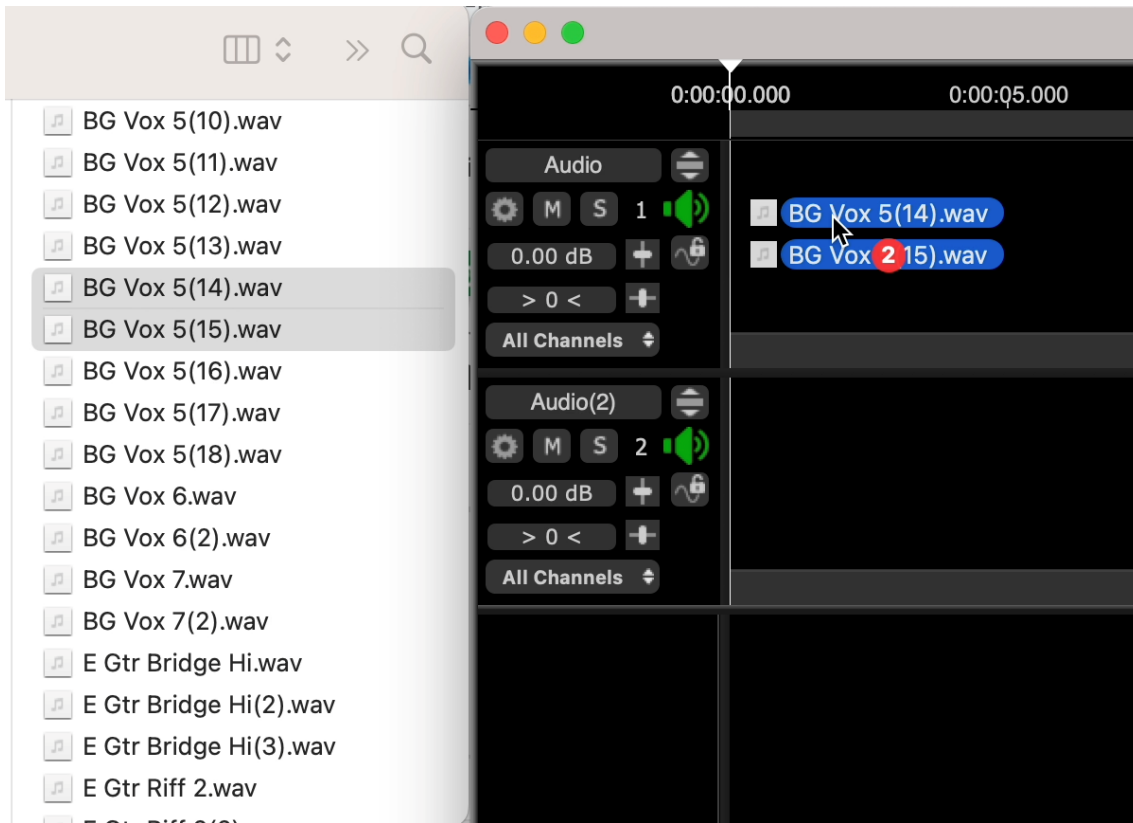 BG Vox 5(10).wav
BG Vox 5(11).wav
BG Vox 5(12).wav
BG Vox 5(13).wav
BG Vox 5(14).wav
BG Vox 5(15).wav
BG Vox 5(16).wav
BG Vox 5(17).wav
BG Vox 5(18).wav
BG Vox 6.wav
BG Vox 6(2).wav
BG Vox 7.wav
BG Vox 7(2).wav
E Gtr Bridge Hi.wav
E Gtr Bridge Hi(2).wav
E Gtr Bridge Hi(3).wav
E Gtr Riff 2.wav
0:00:00.000 0:00:05.000
Audio
M S 1
0.00 dB
> 0 <
All Channels
BG Vox 5(14).wav
BG Vox 2 15).wav
Audio(2)
M S 2
0.00 dB
> 0 <
All Channels